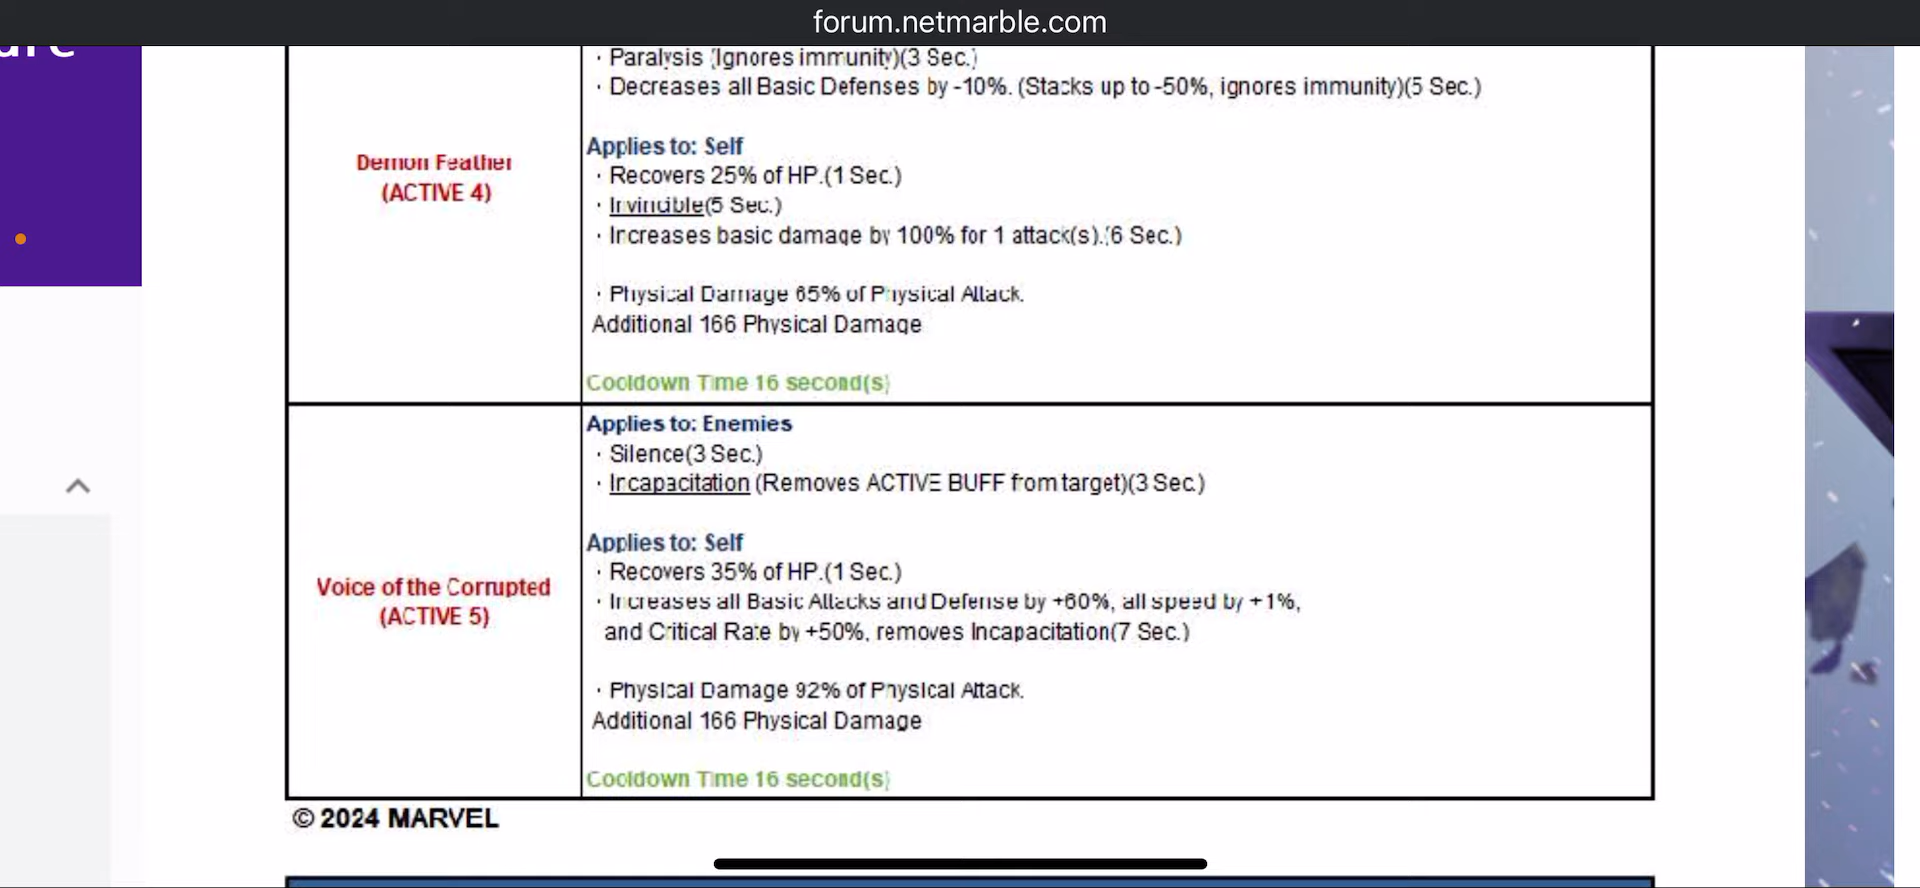 forum.netmarble.com
· Paralysis (Ignores immunity)(3 Sec.)
· Decreases all Basic Defenses by -10%. (Stacks up to -50%, ignores immunity)(5 Sec.)
Demon Feather
(ACTIVE 4)
Applies to: Self
· Recovers 25% of HP.(1 Sec.)
· Invincible(5 Sec.)
· Increases basic damage by 100% for 1 attack(s).(6 Sec.)
· Physical Damage 65% of Physical Attack.
Additional 166 Physical Damage
Cooldown Time 16 second(s)
Voice of the Corrupted
(ACTIVE 5)
Applies to: Enemies
· Silence(3 Sec.)
· Incapacitation (Removes ACTIVE BUFF from target)(3 Sec.)
Applies to: Self
· Recovers 35% of HP.(1 Sec.)
· Increases all Basic Attacks and Defense by +60%, all speed by +1%,
and Critical Rate by +50%, removes Incapacitation(7 Sec.)
· Physical Damage 92% of Physical Attack.
Additional 166 Physical Damage
Cooldown Time 16 second(s)
© 2024 MARVEL